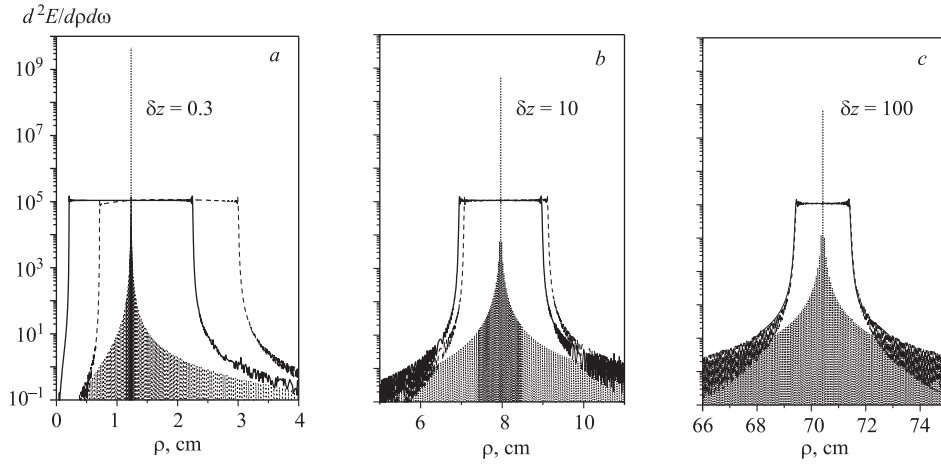 d²E/dρdω
a
b
c
δz = 0.3
δz = 10
δz = 100
10⁹
10⁷
10⁵
10³
10¹
10⁻¹
0 1 2 3 4
6 8 10
66 68 70 72 74
ρ, cm
ρ, cm
ρ, cm